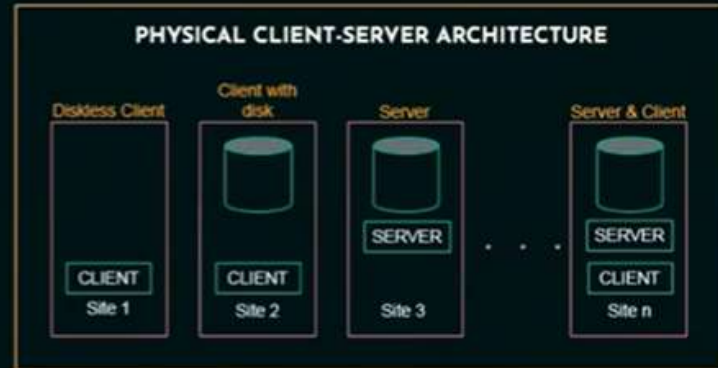 PHYSICAL CLIENT-SERVER ARCHITECTURE
Diskless Client
Client with
disk
Server
Server & Client
CLIENT
Site 1
CLIENT
Site 2
SERVER
Site 3
. . .
SERVER
CLIENT
Site n